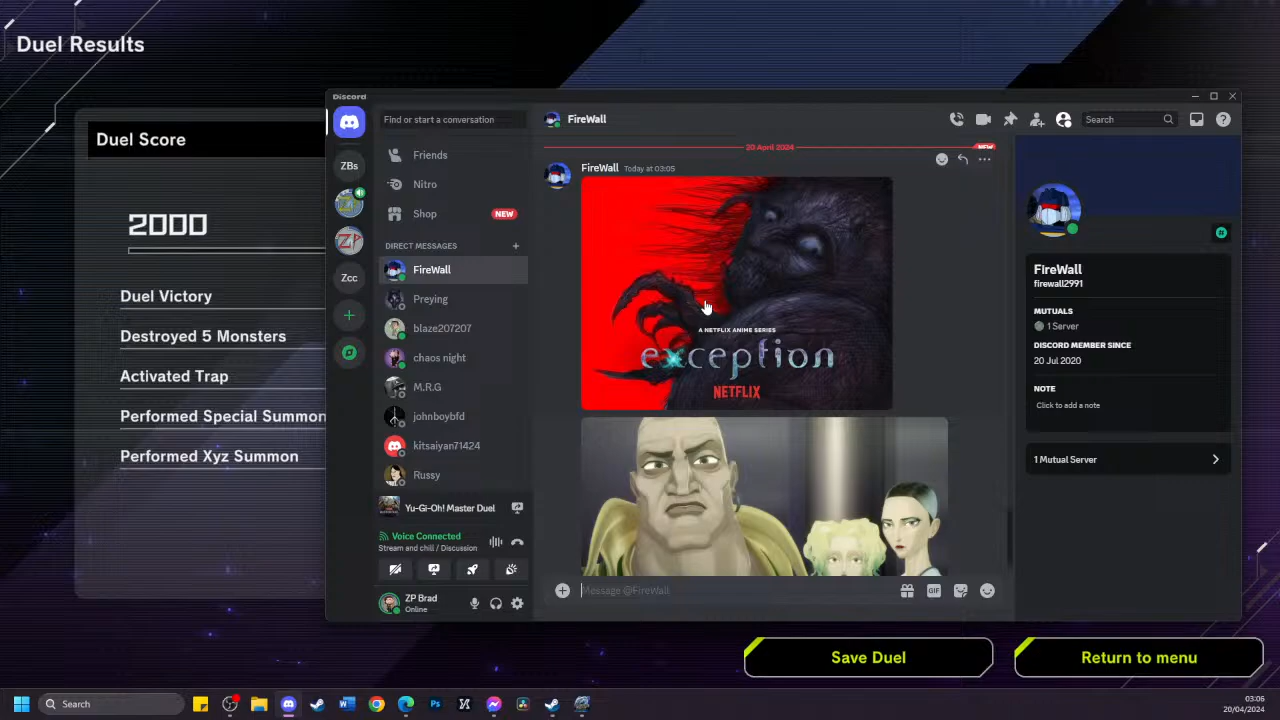 Duel Results
Duel Score
2000
Duel Victory
Destroyed 5 Monsters
Activated Trap
Performed Special Summon
Performed Xyz Summon
Discord
ZBs
Zcc
Find or start a conversation
Friends
Nitro
Shop
NEW
DIRECT MESSAGES
FireWall
Preying
blaze207207
chaos night
M.R.G
johnboybfd
kitsaiyan71424
Russy
Yu-Gi-Oh! Master Duel
Voice Connected
Stream and chill / Discussion
ZP Brad
Online
FireWall
Search
20 April 2024
NEW
FireWall Today at 03:05
A NETFLIX ANIME SERIES
exception
NETFLIX
Message @FireWall
GIF
FireWall
firewall2991
MUTUALS
1 Server
DISCORD MEMBER SINCE
20 Jul 2020
NOTE
Click to add a note
1 Mutual Server
Save Duel
Return to menu
Search
03:06
20/04/2024